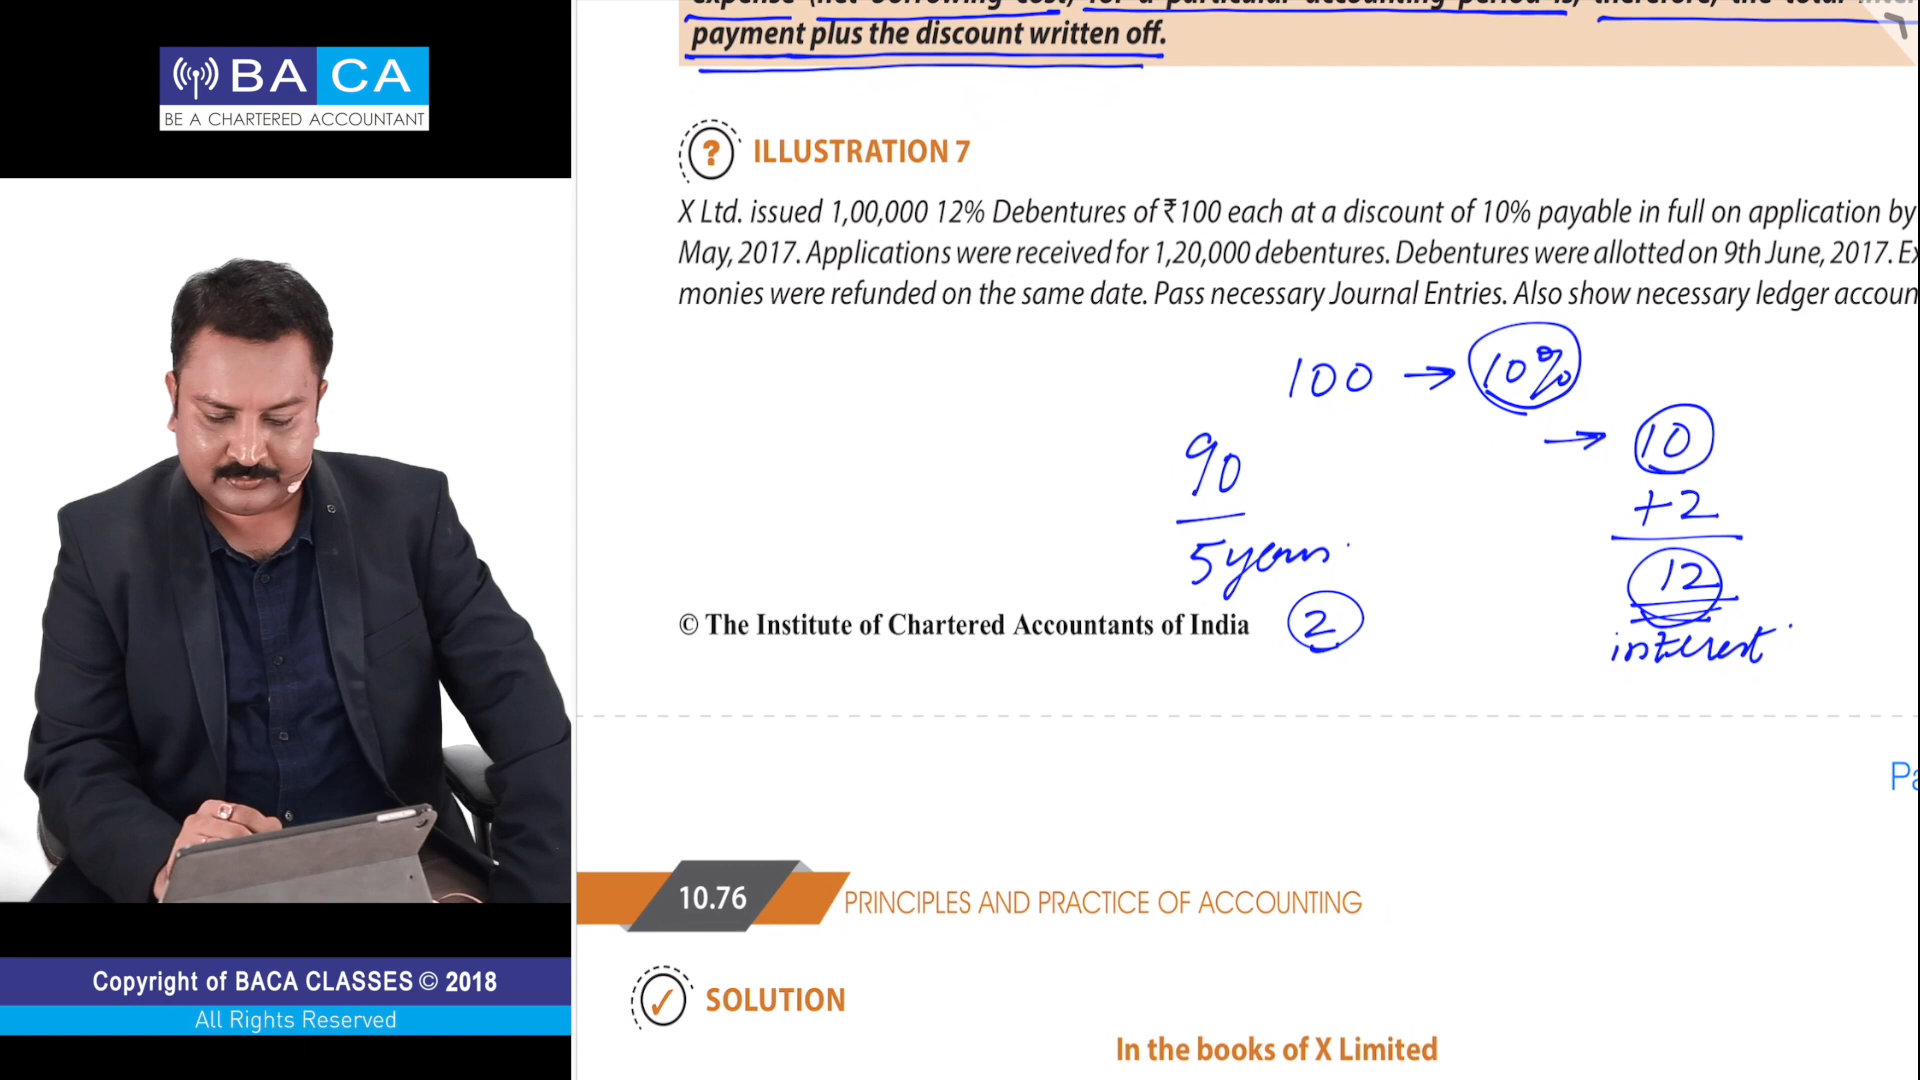 BACA
BE A CHARTERED ACCOUNTANT
payment plus the discount written off.
? ILLUSTRATION 7
X Ltd. issued 1,00,000 12% Debentures of ₹100 each at a discount of 10% payable in full on application by
May, 2017. Applications were received for 1,20,000 debentures. Debentures were allotted on 9th June, 2017.
monies were refunded on the same date. Pass necessary Journal Entries. Also show necessary ledger
100 → 10%
→ 10
90
+2
5 years
12
© The Institute of Chartered Accountants of India
2
interest
10.76
PRINCIPLES AND PRACTICE OF ACCOUNTING
SOLUTION
In the books of X Limited
Copyright of BACA CLASSES © 2018
All Rights Reserved